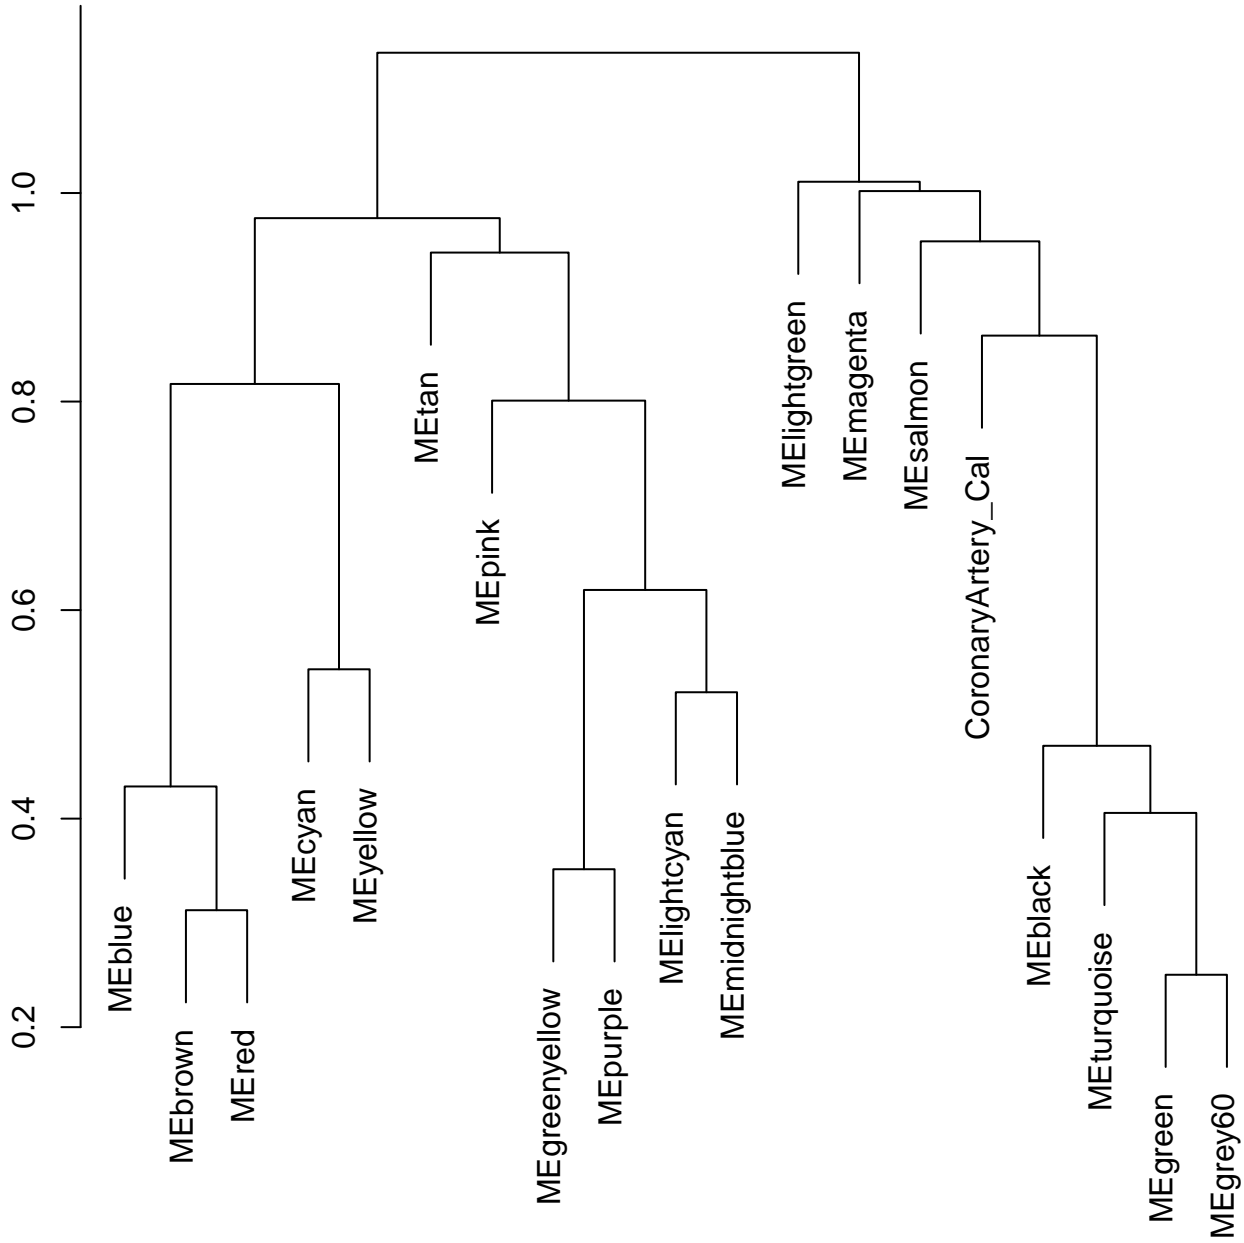 1.0
0.8
0.6
0.4
0.2
MEblue
MEbrown
MEred
MEcyan
MEyellow
MEtan
MEpink
MEgreenyellow
MEpurple
MElightcyan
MEmidnightblue
MElightgreen
MEmagenta
MEsalmon
CoronaryArtery_Cal
MEblack
MEturquoise
MEgreen
MEgrey60